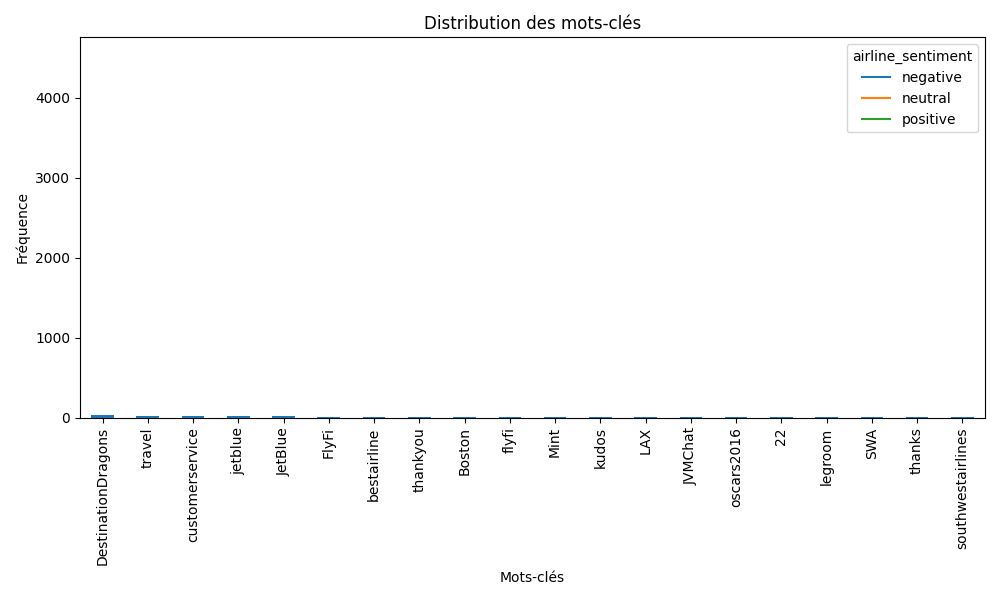 Distribution des mots-clés
airline_sentiment
negative
neutral
positive
Fréquence
4000
3000
2000
1000
0
DestinationDragons
travel
customerservice
jetblue
JetBlue
FlyFi
bestairline
thankyou
Boston
flyfi
Mint
kudos
LAX
JVMChat
oscars2016
22
legroom
SWA
thanks
southwestairlines
Mots-clés